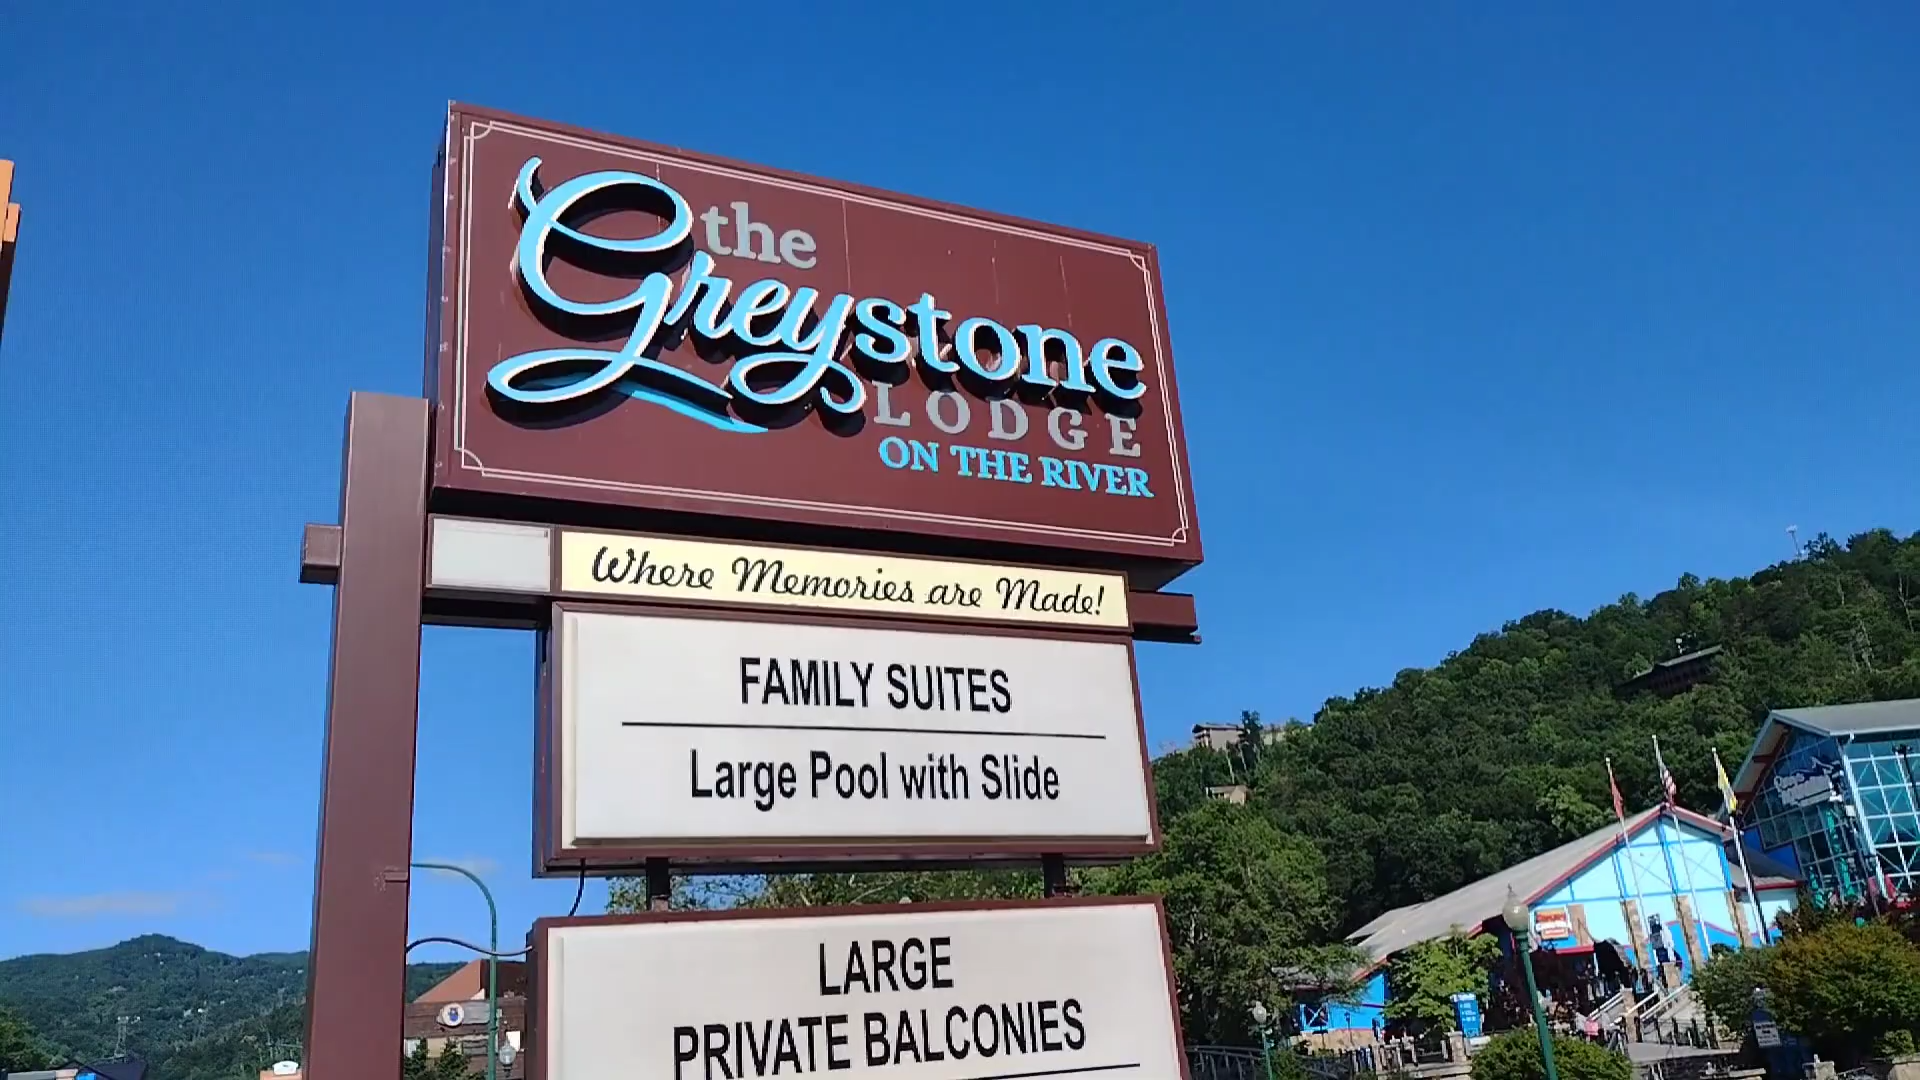 the
Greystone
LODGE
ON THE RIVER
Where Memories are Made!
FAMILY SUITES
Large Pool with Slide
LARGE
PRIVATE BALCONIES